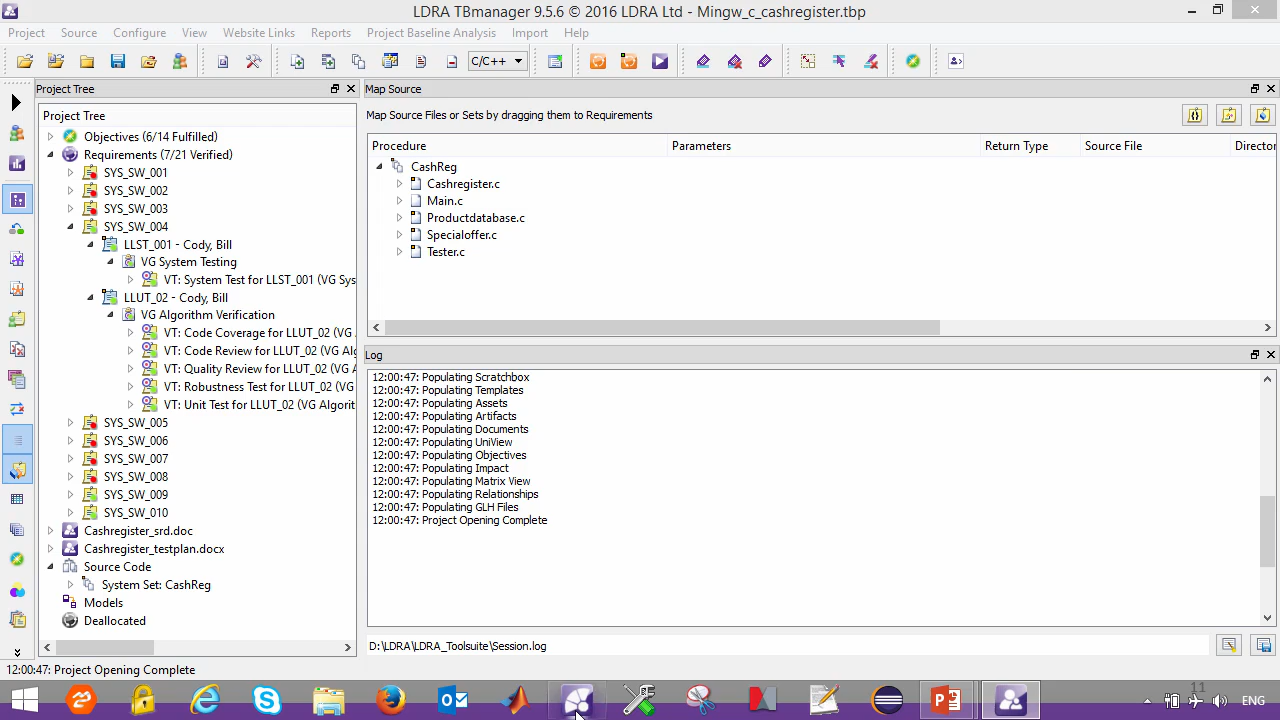 LDRA TBmanager 9.5.6 © 2016 LDRA Ltd - Mingw_c_cashregister.tbp
Project Source Configure View Website Links Reports Project Baseline Analysis Import Help
C/C++
Project Tree
Project Tree
Objectives (6/14 Fulfilled)
Requirements (7/21 Verified)
SYS_SW_001
SYS_SW_002
SYS_SW_003
SYS_SW_004
LLST_001 - Cody, Bill
VG System Testing
VT: System Test for LLST_001 (VG Sys
LLUT_02 - Cody, Bill
VG Algorithm Verification
VT: Code Coverage for LLUT_02 (VG
VT: Code Review for LLUT_02 (VG Alg
VT: Quality Review for LLUT_02 (VG A
VT: Robustness Test for LLUT_02 (VG
VT: Unit Test for LLUT_02 (VG Algorit
SYS_SW_005
SYS_SW_006
SYS_SW_007
SYS_SW_008
SYS_SW_009
SYS_SW_010
Cashregister_srd.doc
Cashregister_testplan.docx
Source Code
System Set: CashReg
Models
Deallocated
Map Source
Map Source Files or Sets by dragging them to Requirements
Procedure Parameters Return Type Source File Director
CashReg
Cashregister.c
Main.c
Productdatabase.c
Specialoffer.c
Tester.c
Log
12:00:47: Populating Scratchbox
12:00:47: Populating Templates
12:00:47: Populating Assets
12:00:47: Populating Artifacts
12:00:47: Populating Documents
12:00:47: Populating UniView
12:00:47: Populating Objectives
12:00:47: Populating Impact
12:00:47: Populating Matrix View
12:00:47: Populating Relationships
12:00:47: Populating GLH Files
12:00:47: Project Opening Complete
D:\LDRA\LDRA_Toolsuite\Session.log
12:00:47: Project Opening Complete
11
ENG